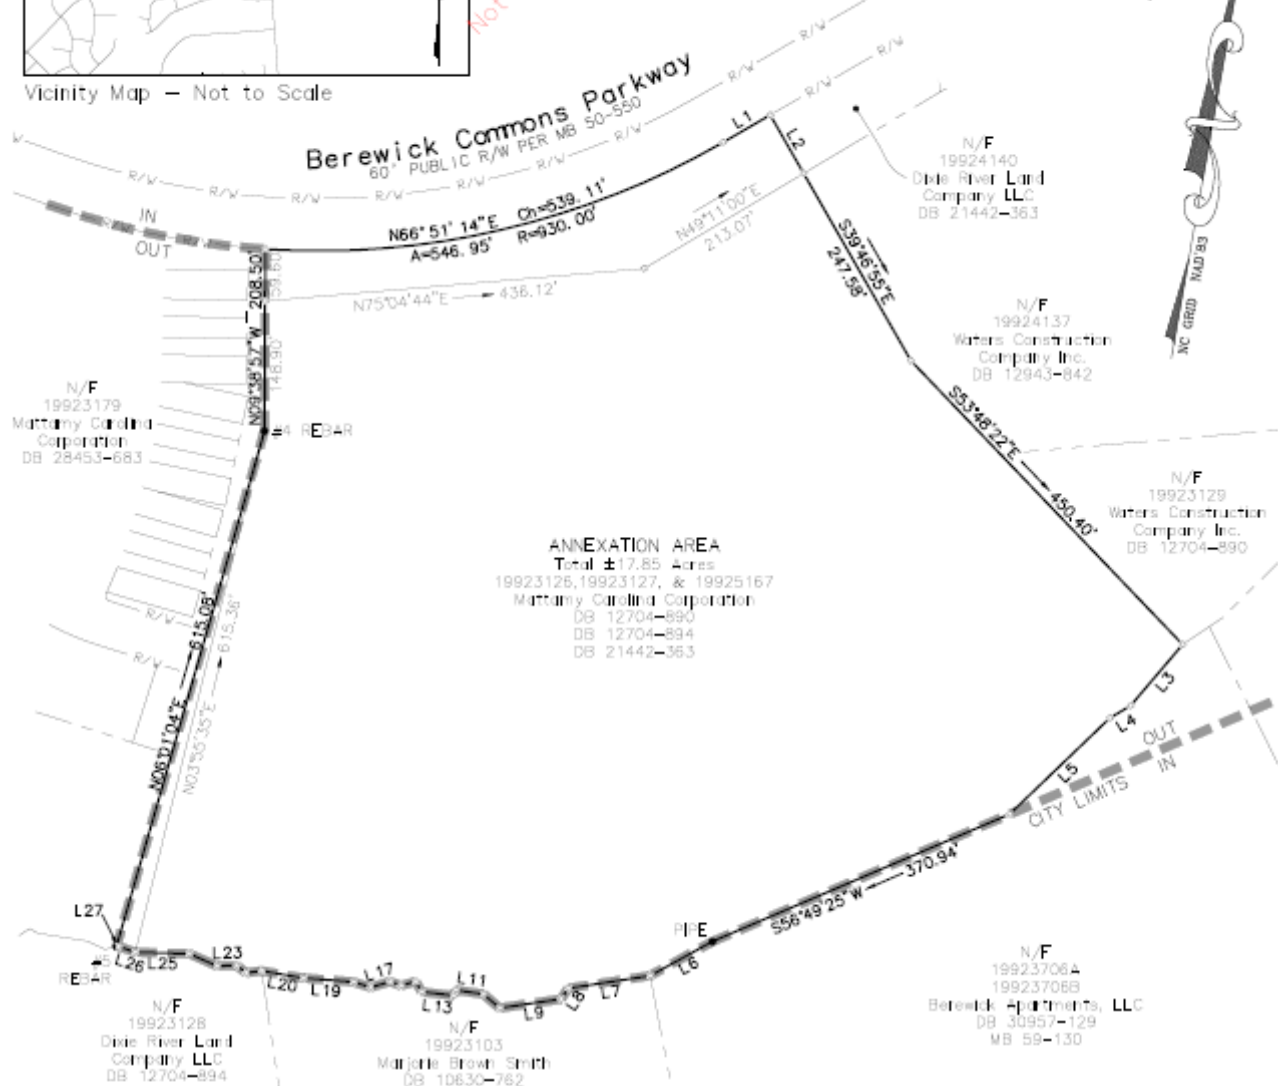 Not
Vicinity Map – Not to Scale
Berewick Commons Parkway
60' PUBLIC R/W PER MB 50-550
R/W
R/W
R/W
R/W
R/W
R/W
R/W
R/W
R/W
R/W
R/W
R/W
IN
OUT
L1
L2
N66°51'14"E Ch=539.11'
A=546.95' R=930.00'
N49°11'00"E
213.07'
N75°04'44"E 436.12'
N/F
19924140
Dixie River Land
Company LLC
DB 21442-363
NC GRID NAD'83
S39°46'55"E
247.58'
N09°38'57"W 208.50'
59.60'
148.90'
#4 REBAR
N/F
19924137
Waters Construction
Company Inc.
DB 12943-842
N/F
19923179
Mattamy Carolina
Corporation
DB 28453-683
S53°48'22"E 450.40'
N/F
19923129
Waters Construction
Company Inc.
DB 12704-890
ANNEXATION AREA
Total ±17.85 Acres
19923126,19923127, & 19925167
Mattamy Carolina Corporation
DB 12704-890
DB 12704-894
DB 21442-363
R/W
R/W
N06°01'04"E 615.08'
N03°55'35"E 615.36'
L3
L4
L5
OUT
CITY LIMITS IN
S56°49'25"W 370.94'
PIPE
L27
L26
L25
L23
L20
L19
L17
L13
L11
L9
L8
L7
L6
#5
REBAR
N/F
19923128
Dixie River Land
Company LLC
DB 12704-894
N/F
19923103
Marjorie Brown Smith
DB 10630-762
N/F
19923706A
19923706B
Berewick Apartments, LLC
DB 30957-129
MB 59-130